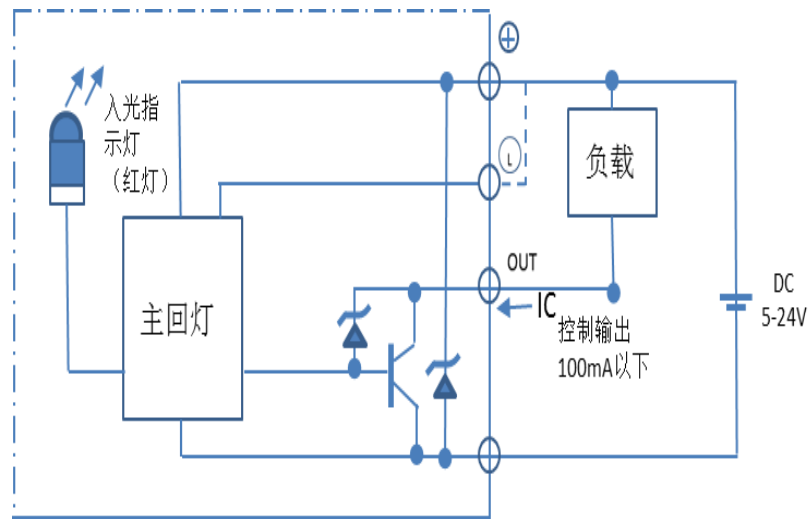 入光指
示灯
（红灯）
L
负载
OUT
主回灯
IC
控制输出
100mA以下
DC
5-24V